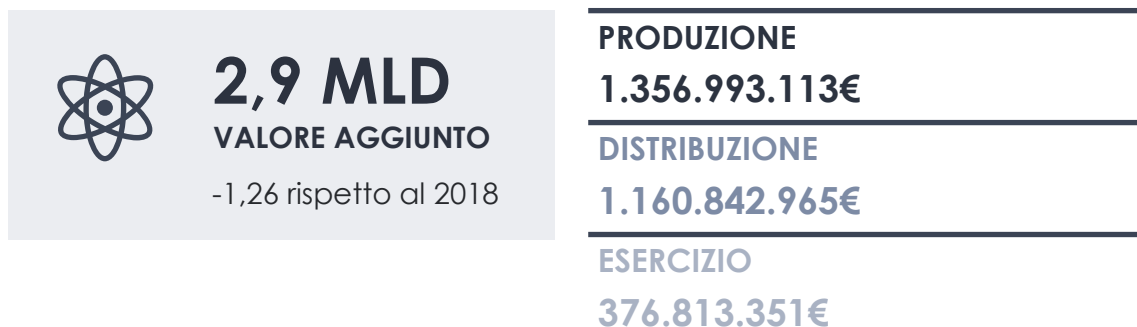 2,9 MLD
VALORE AGGIUNTO
-1,26 rispetto al 2018
PRODUZIONE
1.356.993.113€
DISTRIBUZIONE
1.160.842.965€
ESERCIZIO
376.813.351€